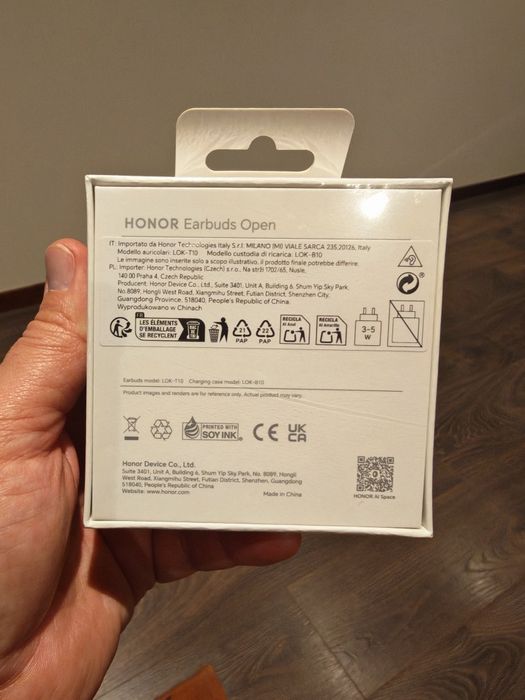 HONOR Earbuds Open
IT: Importato da Honor Technologies Italy S.r.l. MILANO (MI) VIALE SARCA 235,20126, Italy
Modello auricolari: LOK-T10 Modello custodia di ricarica: LOK-B10
Le immagine sono inserite solo a scopo illustrativo, il prodotto finale potrebbe differire.
PL: Importer: Honor Technologies (Czech) s.r.o., Na strži 1702/65, Nusle,
140 00 Praha 4, Czech Republic
Producent: Honor Device Co., Ltd., Suite 3401, Unit A, Building 6, Shum Yip Sky Park,
No.8089, Hongli West Road, Xiangmihu Street, Futian District, Shenzhen City,
Guangdong Province, 518040, People's Republic of China.
Wyprodukowano w Chinach
FR
LES ÉLÉMENTS
D'EMBALLAGE
SE RECYCLENT
21
PAP
22
PAP
RECICLA
Al Azul
RECICLA
Al Amarillo
3-5
W
Earbuds model: LOK-T10 Charging case model: LOK-B10
Product images and renders are for reference only. Actual product may vary.
PRINTED WITH
SOY INK
CE
UK
CA
Honor Device Co., Ltd.
Suite 3401, Unit A, Building 6, Shum Yip Sky Park, No. 8089, Hongli
West Road, Xiangmihu Street, Futian District, Shenzhen, Guangdong
518040, People's Republic of China
Website: www.honor.com
Made in China
HONOR AI Space